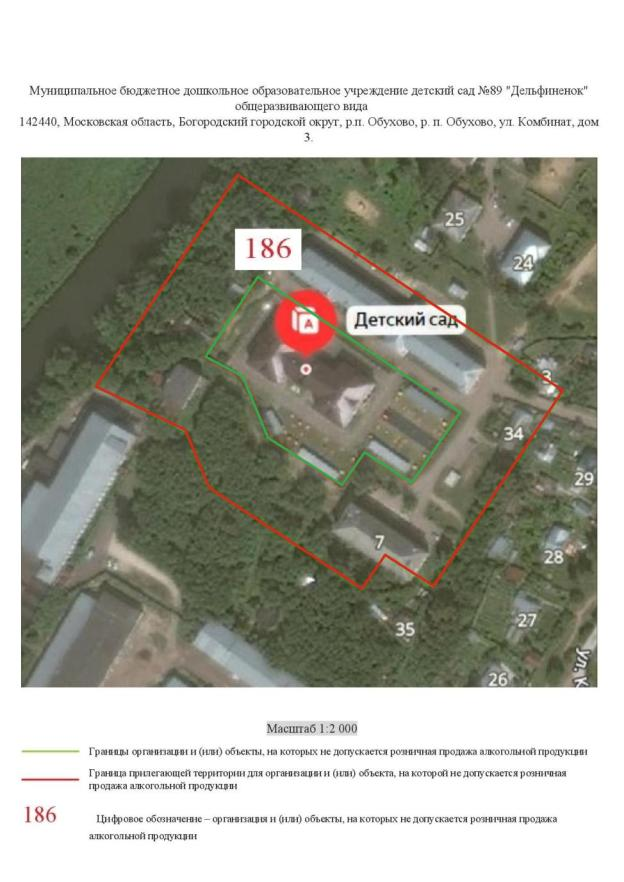 Муниципальное бюджетное дошкольное образовательное учреждение детский сад №89 "Дельфиненок"
общеразвивающего вида
142440, Московская область, Богородский городской округ, р.п. Обухово, р. п. Обухово, ул. Комбинат, дом
3.
25
186
24
Детский сад
3
34
29
7
28
27
35
ул. К
26
Масштаб 1:2 000
Границы организации и (или) объекты, на которых не допускается розничная продажа алкогольной продукции
Граница прилегающей территории для организации и (или) объекта, на которой не допускается розничная
продажа алкогольной продукции
186 Цифровое обозначение – организация и (или) объекты, на которых не допускается розничная продажа
алкогольной продукции